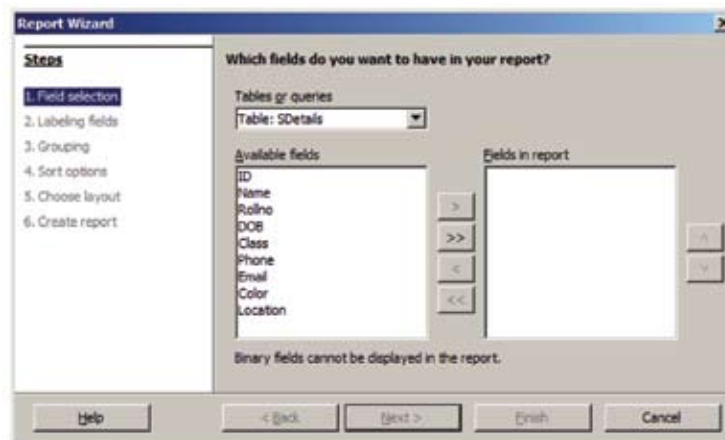 Report Wizard
Steps
1. Field selection
2. Labeling fields
3. Grouping
4. Sort options
5. Choose layout
6. Create report
Which fields do you want to have in your report?
Tables or queries
Table: SDetails
Available fields
ID
Name
Rollno
DOB
Class
Phone
Email
Color
Location
>
>>
<
<<
Fields in report
^
v
Binary fields cannot be displayed in the report.
Help
< Back
Next >
Finish
Cancel